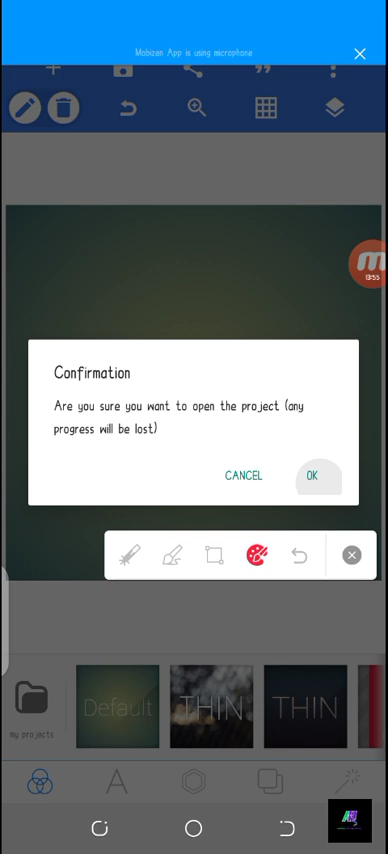 Mobizen App is using microphone
13:55
Confirmation
Are you sure you want to open the project (any
progress will be lost)
CANCEL
OK
my projects
Default
THIN
THIN